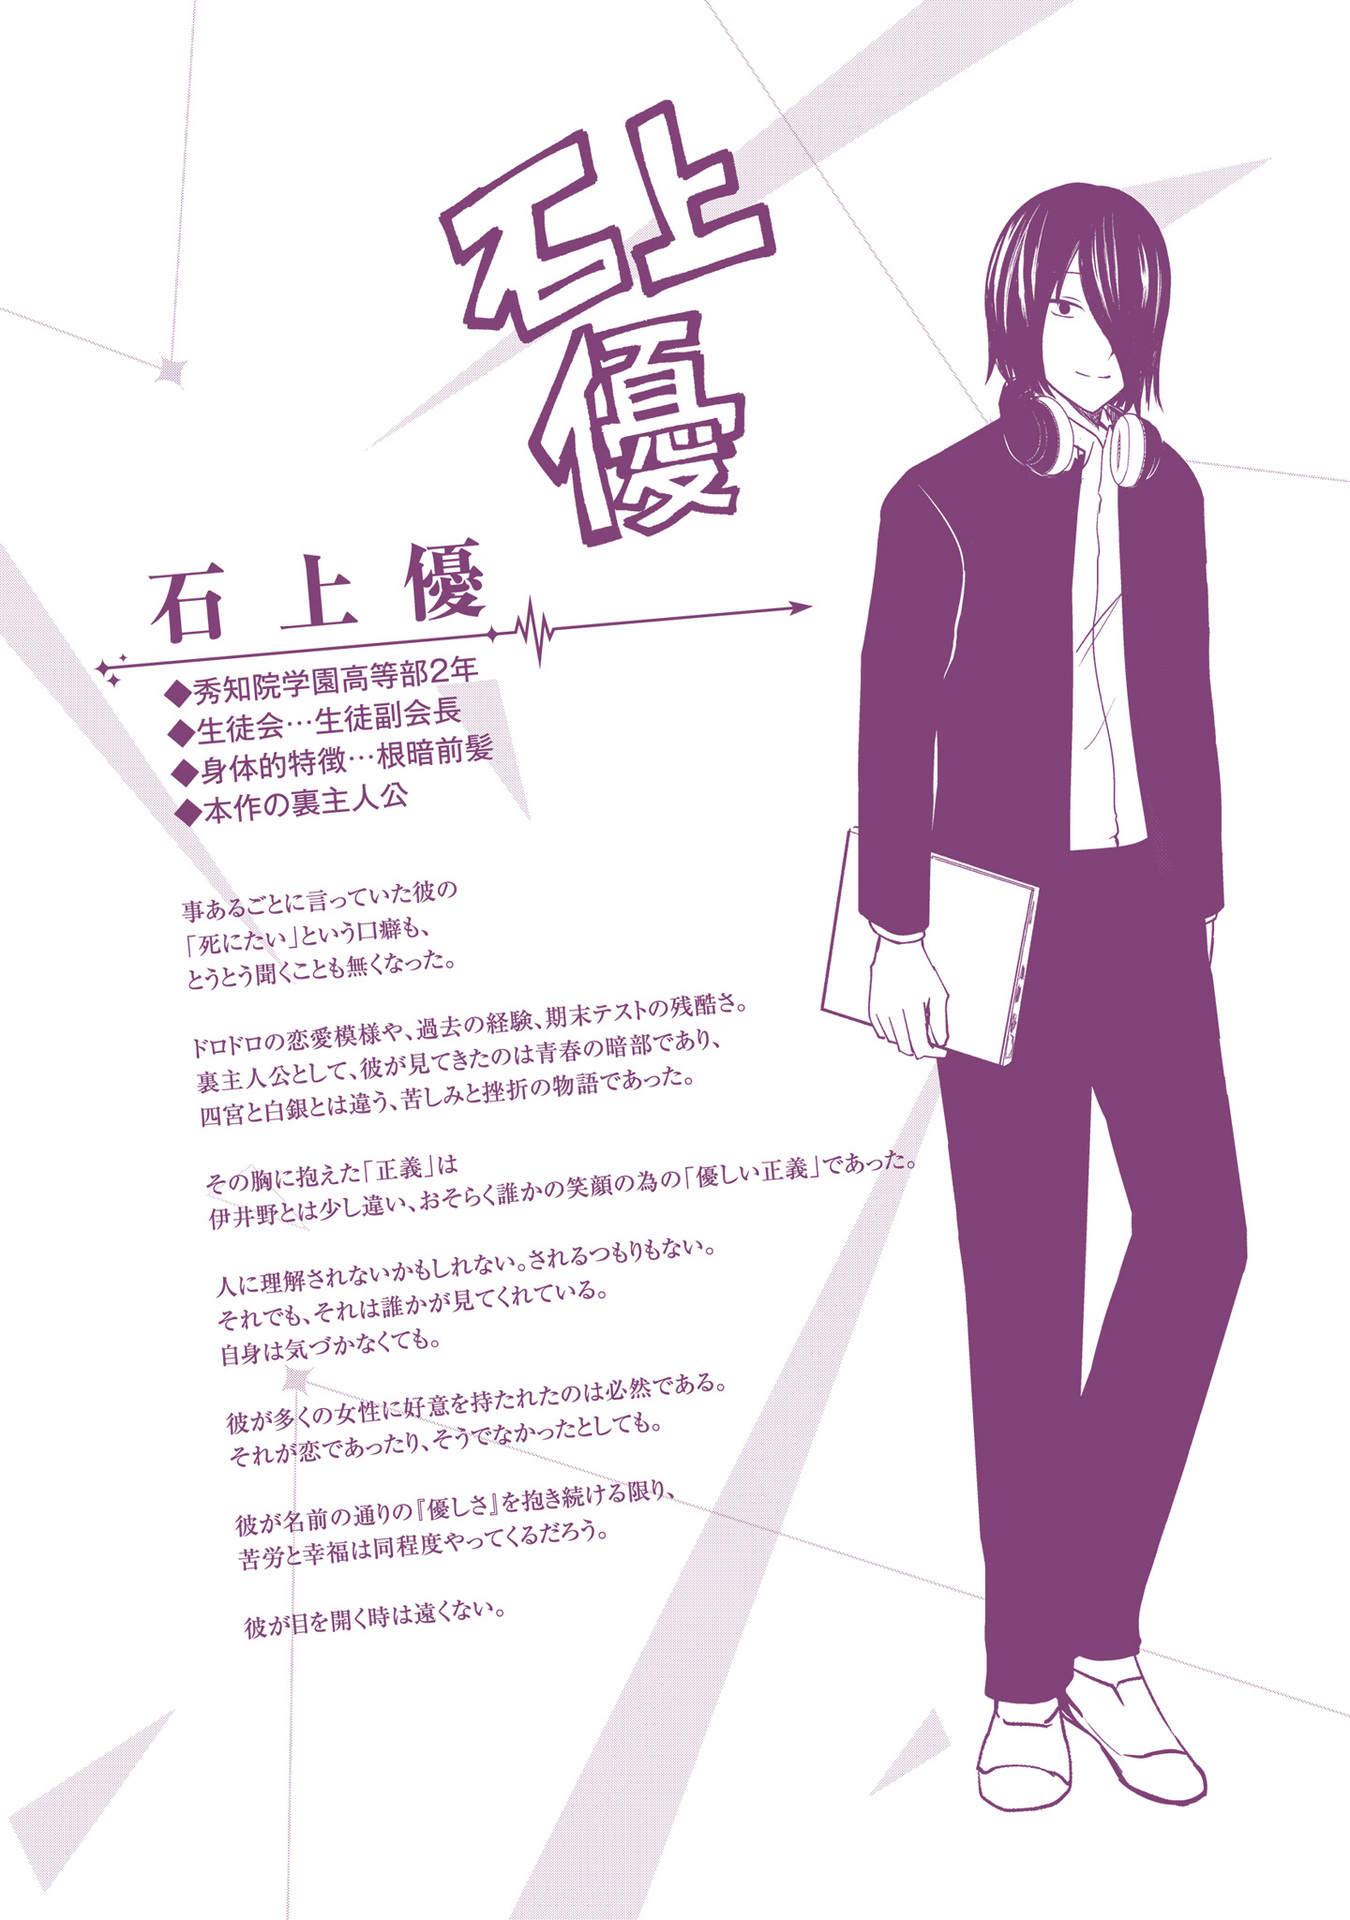 石上
優
石上優
◆秀知院学園高等部2年
◆生徒会…生徒副会長
◆身体的特徴…根暗前髪
◆本作の裏主人公
事あるごとに言っていた彼の
「死にたい」という口癖も、
とうとう聞くことも無くなった。
ドロドロの恋愛模様や、過去の経験、期末テストの残酷さ。
裏主人公として、彼が見てきたのは青春の暗部であり、
四宮と白銀とは違う、苦しみと挫折の物語であった。
その胸に抱えた「正義」は
伊井野とは少し違い、おそらく誰かの笑顔の為の「優しい正義」であった。
人に理解されないかもしれない。されるつもりもない。
それでも、それは誰かが見てくれている。
自身は気づかなくても。
彼が多くの女性に好意を持たれたのは必然である。
それが恋であったり、そうでなかったとしても。
彼が名前の通りの『優しさ』を抱き続ける限り、
苦労と幸福は同程度やってくるだろう。
彼が目を開く時は遠くない。